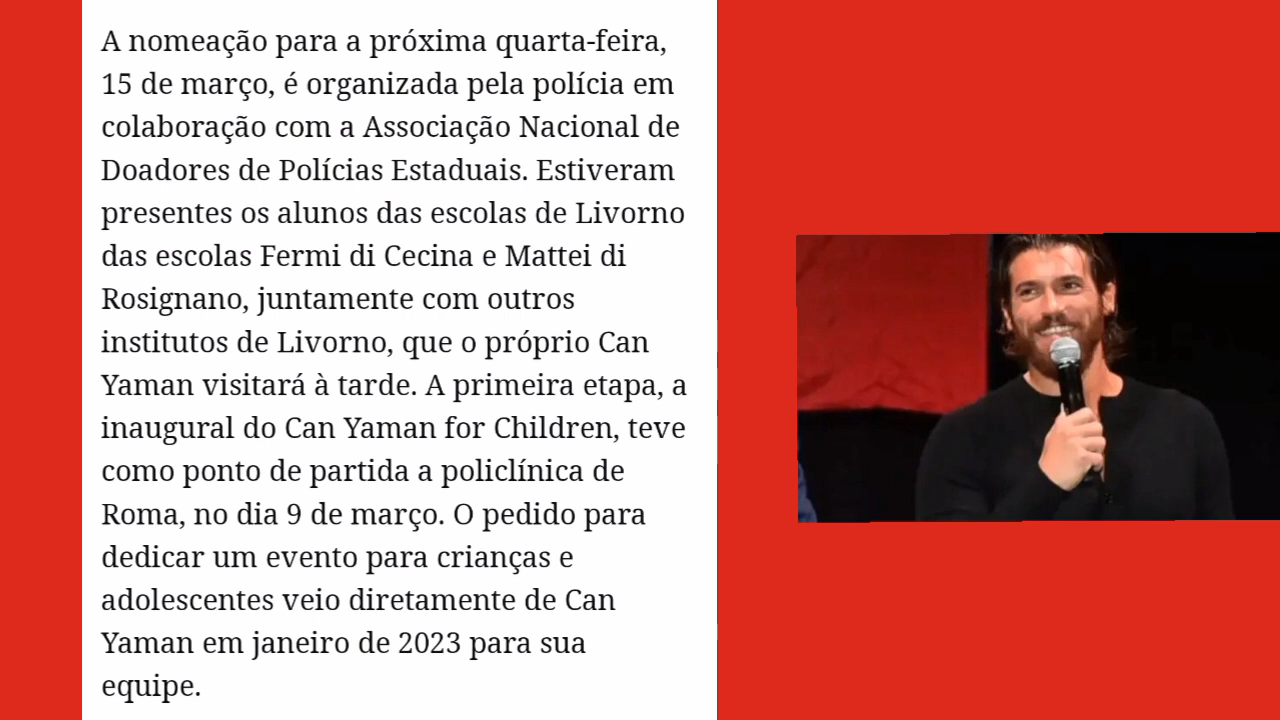 A nomeação para a próxima quarta-feira,
15 de março, é organizada pela polícia em
colaboração com a Associação Nacional de
Doadores de Polícias Estaduais. Estiveram
presentes os alunos das escolas de Livorno
das escolas Fermi di Cecina e Mattei di
Rosignano, juntamente com outros
institutos de Livorno, que o próprio Can
Yaman visitará à tarde. A primeira etapa, a
inaugural do Can Yaman for Children, teve
como ponto de partida a policlínica de
Roma, no dia 9 de março. O pedido para
dedicar um evento para crianças e
adolescentes veio diretamente de Can
Yaman em janeiro de 2023 para sua
equipe.